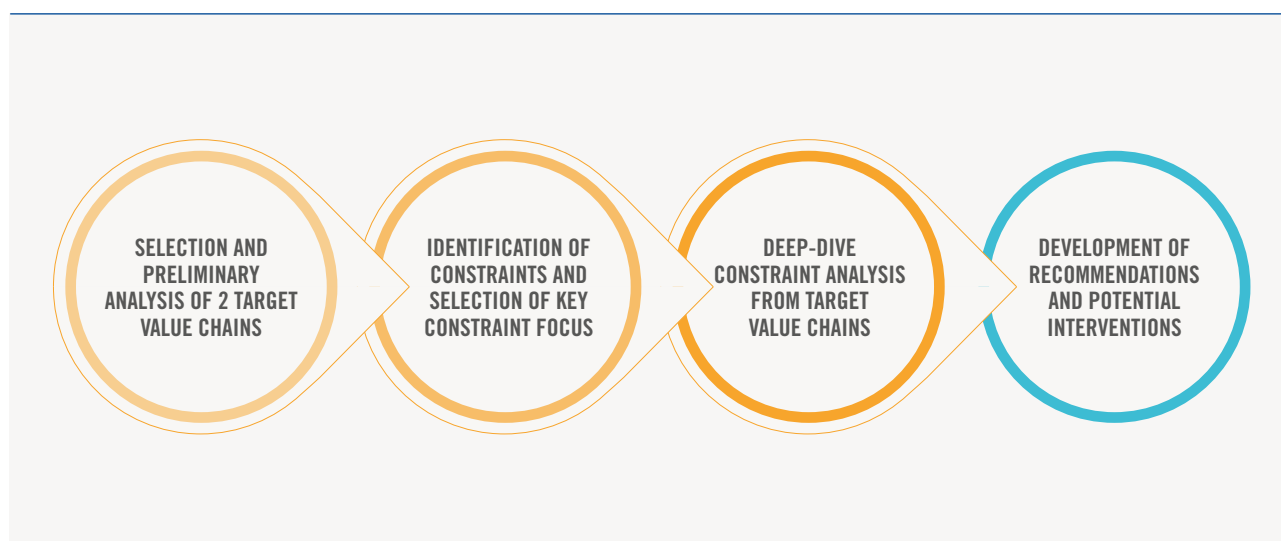 SELECTION AND
PRELIMINARY
ANALYSIS OF 2 TARGET
VALUE CHAINS
IDENTIFICATION OF
CONSTRAINTS AND
SELECTION OF KEY
CONSTRAINT FOCUS
DEEP-DIVE
CONSTRAINT ANALYSIS
FROM TARGET
VALUE CHAINS
DEVELOPMENT OF
RECOMMENDATIONS
AND POTENTIAL
INTERVENTIONS